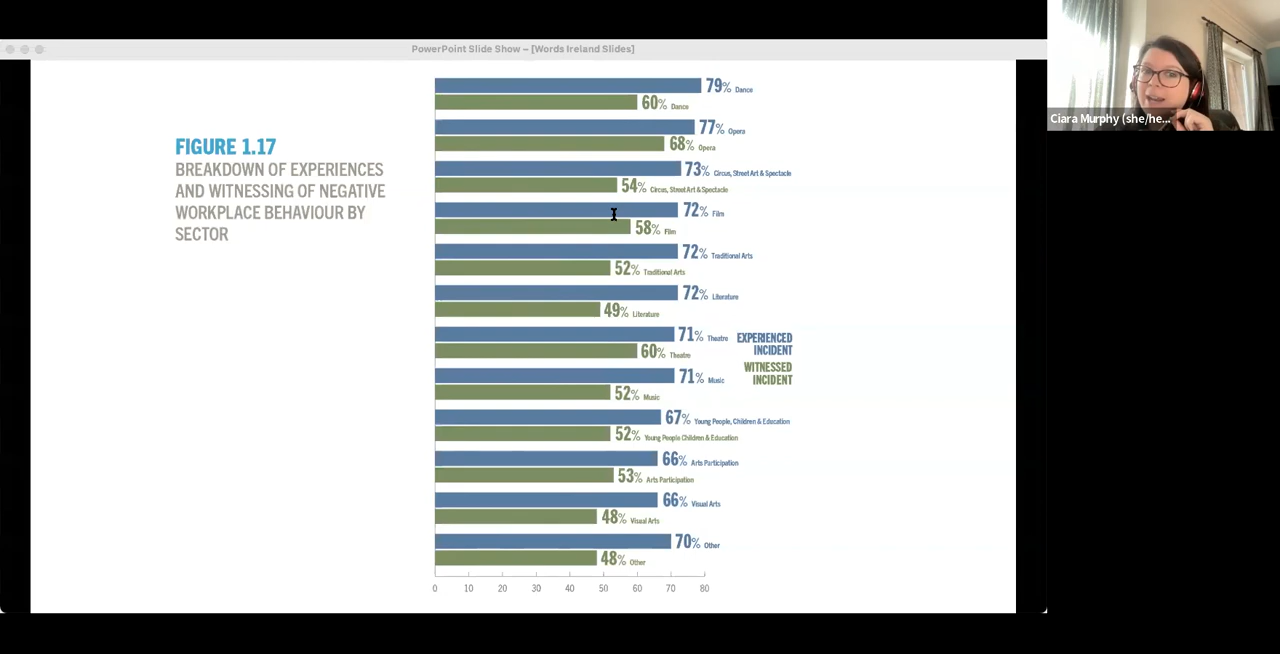 PowerPoint Slide Show – [Words Ireland Slides]
Ciara Murphy (she/he...
FIGURE 1.17
BREAKDOWN OF EXPERIENCES
AND WITNESSING OF NEGATIVE
WORKPLACE BEHAVIOUR BY
SECTOR
79% Dance
60% Dance
77% Opera
68% Opera
73% Circus, Street Art & Spectacle
54% Circus, Street Art & Spectacle
72% Film
58% Film
72% Traditional Arts
52% Traditional Arts
72% Literature
49% Literature
71% Theatre
60% Theatre
EXPERIENCED
INCIDENT
WITNESSED
INCIDENT
71% Music
52% Music
67% Young People, Children & Education
52% Young People Children & Education
66% Arts Participation
53% Arts Participation
66% Visual Arts
48% Visual Arts
70% Other
48% Other
0 10 20 30 40 50 60 70 80